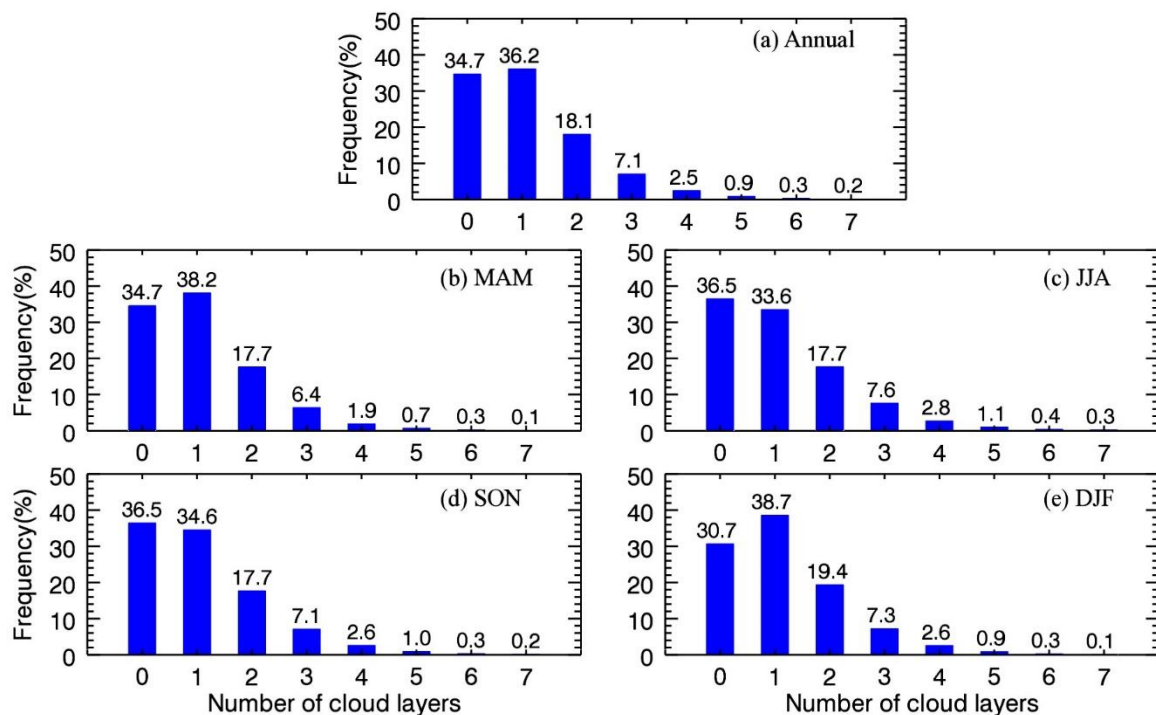 (a) Annual
Frequency(%)
50
40
30
20
10
0
34.7 36.2 18.1 7.1 2.5 0.9 0.3 0.2
0 1 2 3 4 5 6 7
(b) MAM
Frequency(%)
50
40
30
20
10
0
34.7 38.2 17.7 6.4 1.9 0.7 0.3 0.1
0 1 2 3 4 5 6 7
(c) JJA
50
40
30
20
10
0
36.5 33.6 17.7 7.6 2.8 1.1 0.4 0.3
0 1 2 3 4 5 6 7
(d) SON
Frequency(%)
50
40
30
20
10
0
36.5 34.6 17.7 7.1 2.6 1.0 0.3 0.2
0 1 2 3 4 5 6 7
Number of cloud layers
(e) DJF
50
40
30
20
10
0
30.7 38.7 19.4 7.3 2.6 0.9 0.3 0.1
0 1 2 3 4 5 6 7
Number of cloud layers